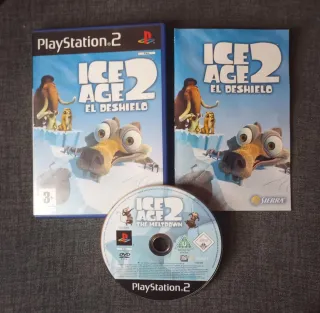 PlayStation 2
ICE
AGE 2
EL DESHIELO
3+
ICE
AGE 2
EL DESHIELO
SIERRA
ICE
AGE 2
THE MELTDOWN
PlayStation 2